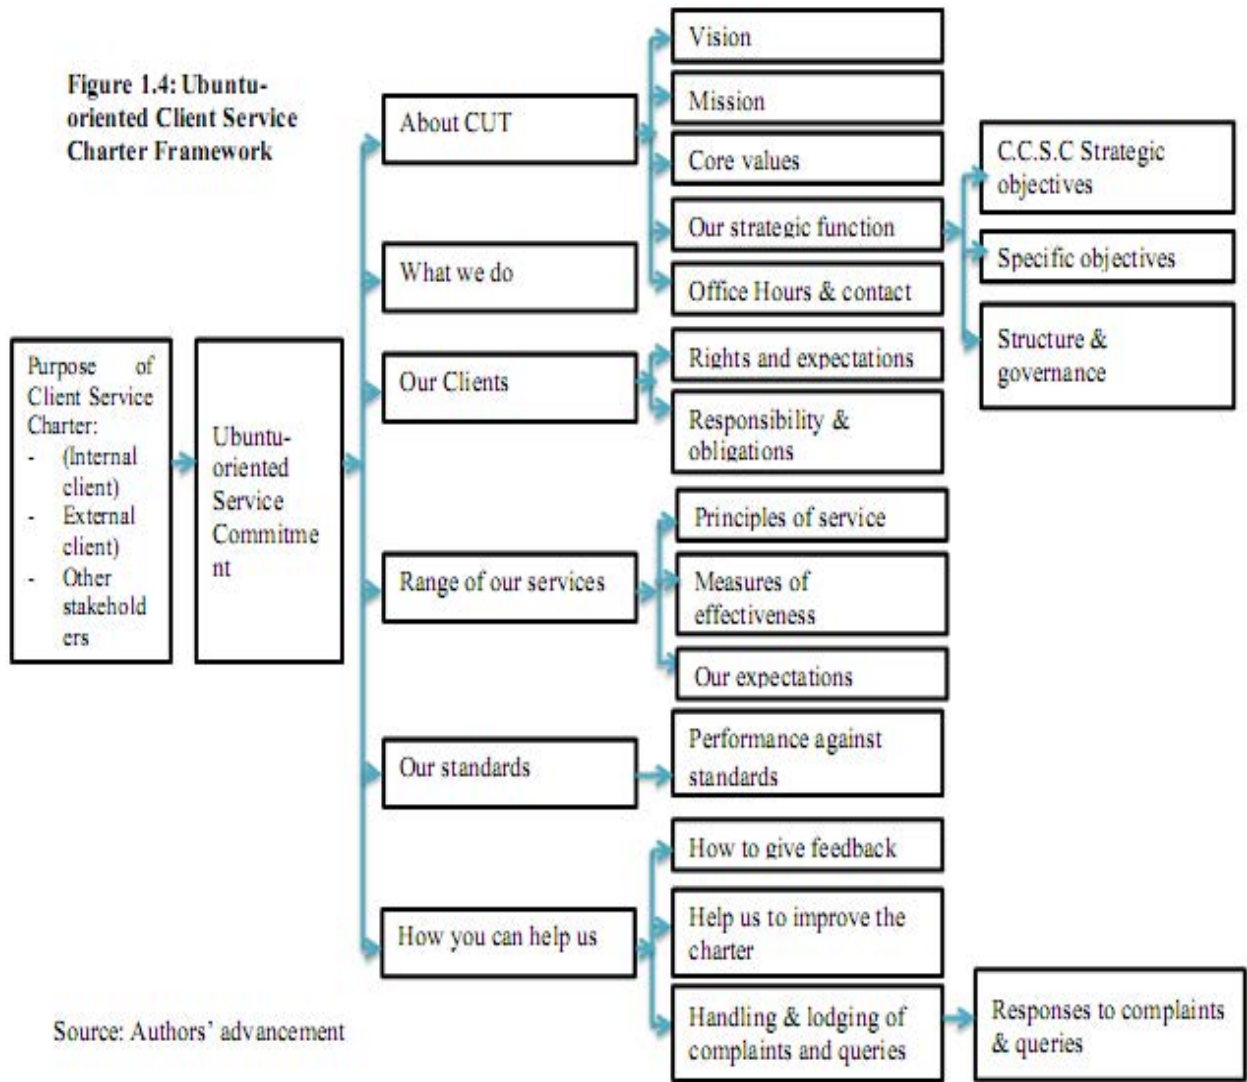 Figure 1.4: Ubuntu-
oriented Client Service
Charter Framework
Purpose of
Client Service
Charter:
- (Internal
client)
- External
client)
- Other
stakehold
ers
Ubuntu-
oriented
Service
Commitme
nt
About CUT
What we do
Our Clients
Range of our services
Our standards
How you can help us
Vision
Mission
Core values
Our strategic function
Office Hours & contact
Rights and expectations
Responsibility &
obligations
Principles of service
Measures of
effectiveness
Our expectations
Performance against
standards
How to give feedback
Help us to improve the
charter
Handling & lodging of
complaints and queries
C.C.S.C Strategic
objectives
Specific objectives
Structure &
governance
Responses to complaints
& queries
Source: Authors' advancement